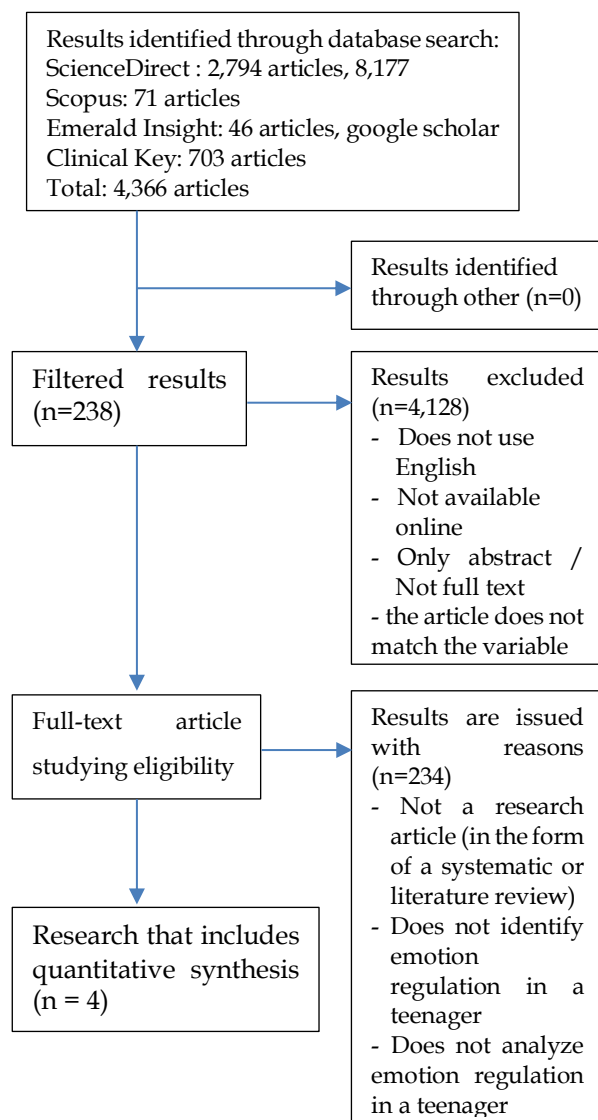 Results identified through database search:
ScienceDirect : 2,794 articles, 8,177
Scopus: 71 articles
Emerald Insight: 46 articles, google scholar
Clinical Key: 703 articles
Total: 4,366 articles
Results identified
through other (n=0)
Filtered results
(n=238)
Results excluded
(n=4,128)
- Does not use
English
- Not available
online
- Only abstract /
Not full text
- the article does not
match the variable
Full-text article
studying eligibility
Results are issued
with reasons
(n=234)
- Not a research
article (in the form
of a systematic or
literature review)
- Does not identify
emotion
regulation in a
teenager
- Does not analyze
emotion regulation
in a teenager
Research that includes
quantitative synthesis
(n = 4)